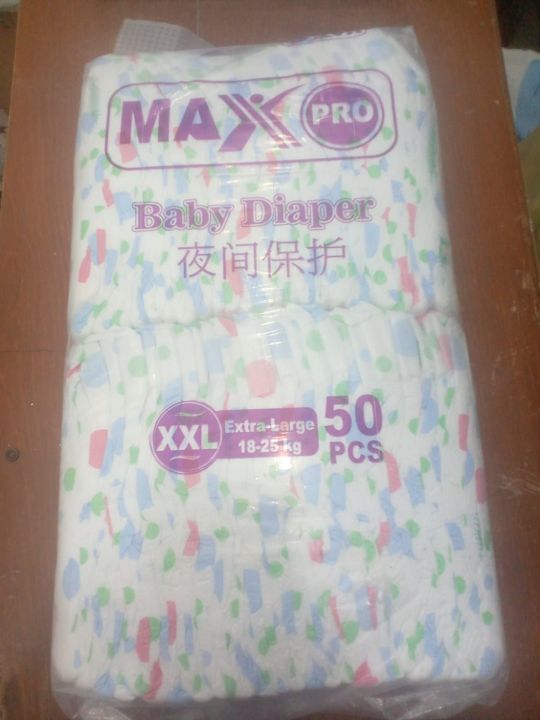 MAX PRO
Baby Diaper
夜间保护
XXL
Extra-Large
18-25 kg
50
PCS